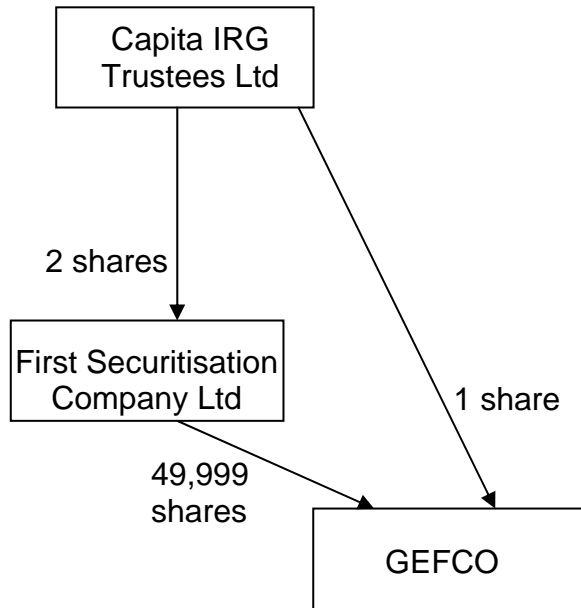 Capita IRG
Trustees Ltd
2 shares
First Securitisation
Company Ltd
1 share
49,999
shares
GEFCO